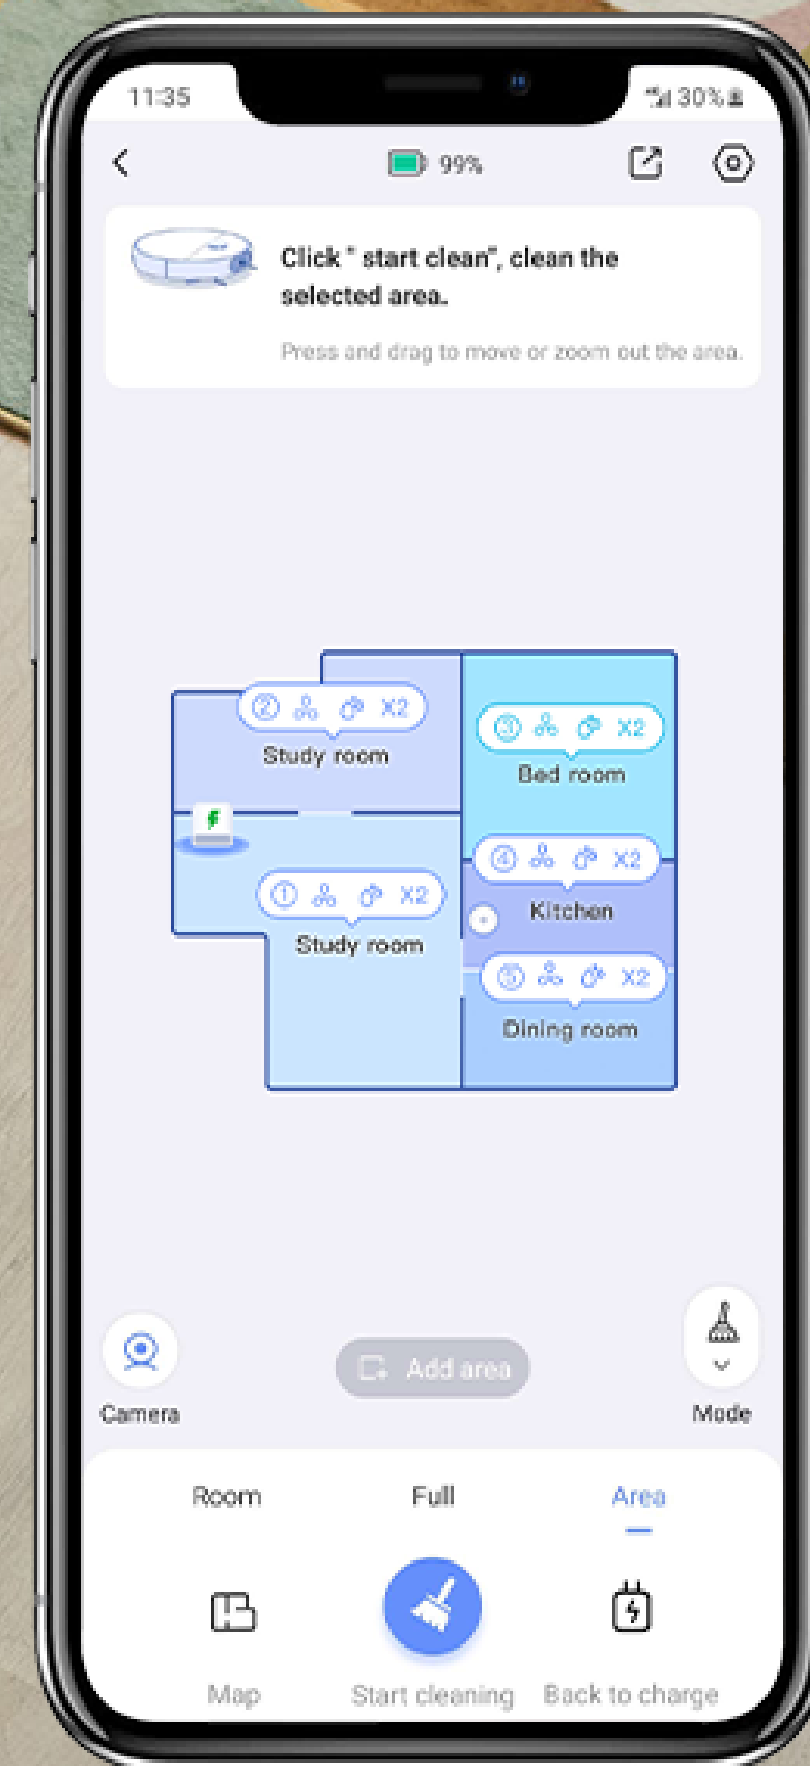 11:35
30%
99%
Click " start clean", clean the
selected area.
Press and drag to move or zoom out the area.
② X2
Study room
③ X2
Bed room
④ X2
Kitchen
① X2
Study room
⑤ X2
Dining room
Add area
Camera
Mode
Room Full Area
Map Start cleaning Back to charge